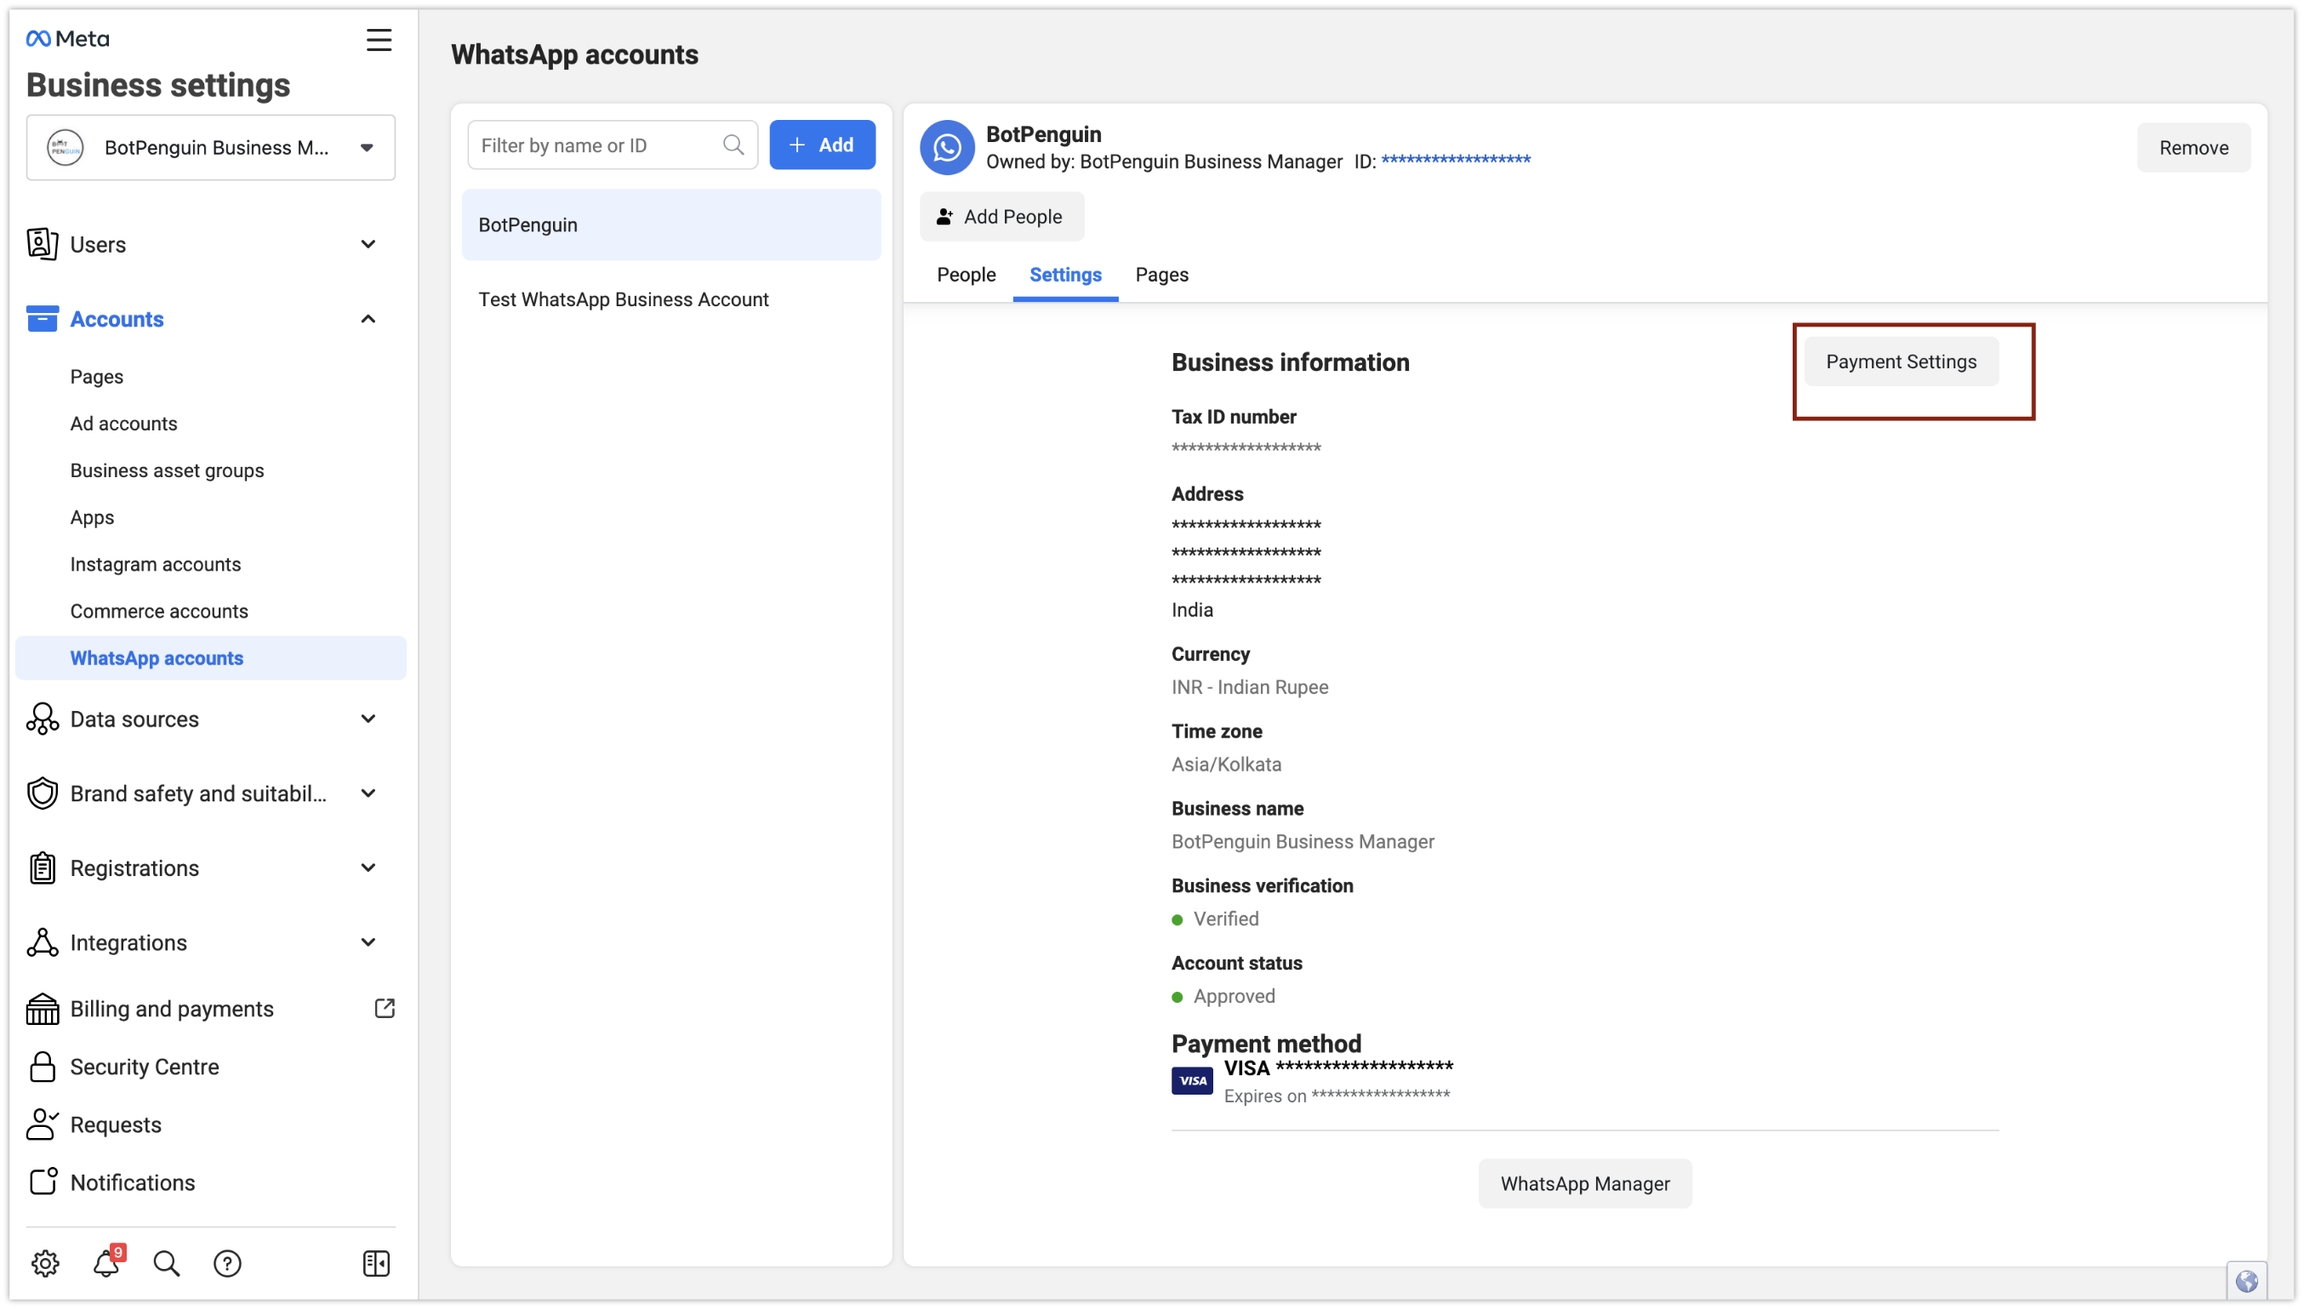 Meta
Business settings
BotPenguin Business M...
Users
Accounts
Pages
Ad accounts
Business asset groups
Apps
Instagram accounts
Commerce accounts
WhatsApp accounts
Data sources
Brand safety and suitabil...
Registrations
Integrations
Billing and payments
Security Centre
Requests
Notifications
9
WhatsApp accounts
Filter by name or ID
+ Add
BotPenguin
Test WhatsApp Business Account
BotPenguin
Owned by: BotPenguin Business Manager ID: ******************
Remove
Add People
People Settings Pages
Business information
Payment Settings
Tax ID number
******************
Address
******************
******************
******************
India
Currency
INR - Indian Rupee
Time zone
Asia/Kolkata
Business name
BotPenguin Business Manager
Business verification
Verified
Account status
Approved
Payment method
VISA
VISA *******************
Expires on ******************
WhatsApp Manager